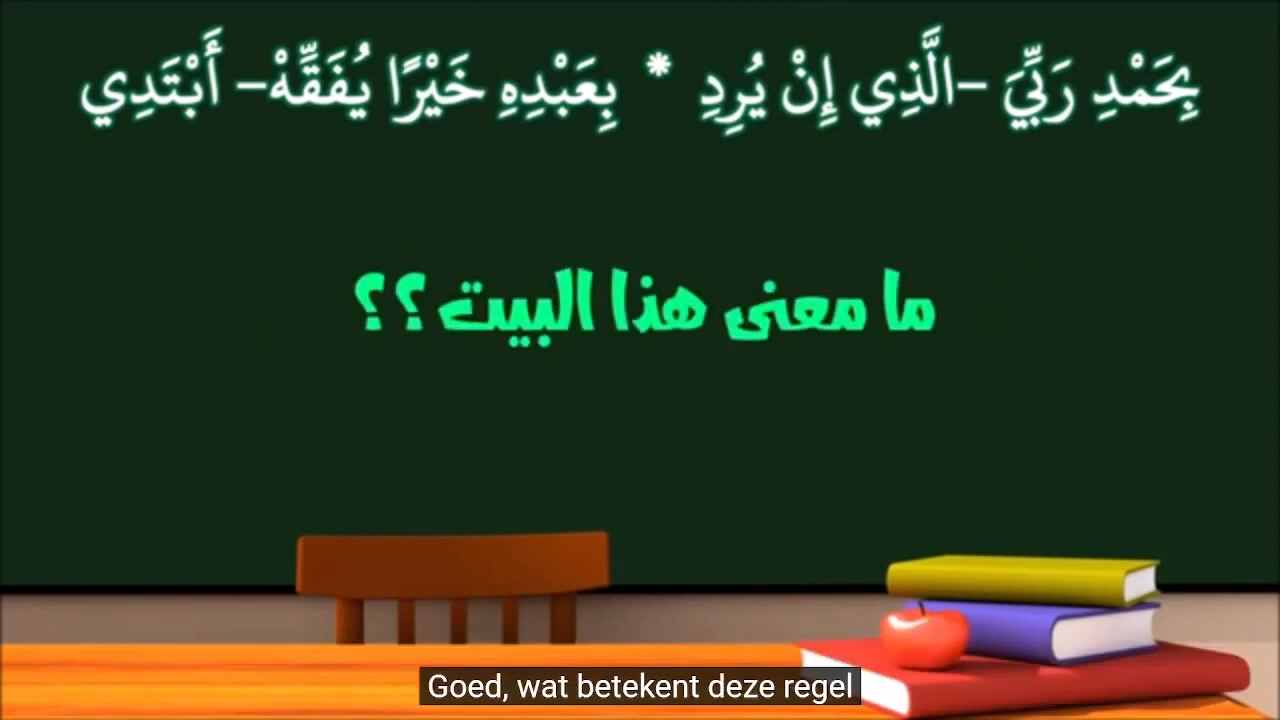 بِحَمْدِ رَبِّيَ –الَّذِي إِنْ يُرِدِ * بِعَبْدِهِ خَيْرًا يُفَقِّهْ– أَبْتَدِي
ما معنى هذا البيت ؟؟
Goed, wat betekent deze regel